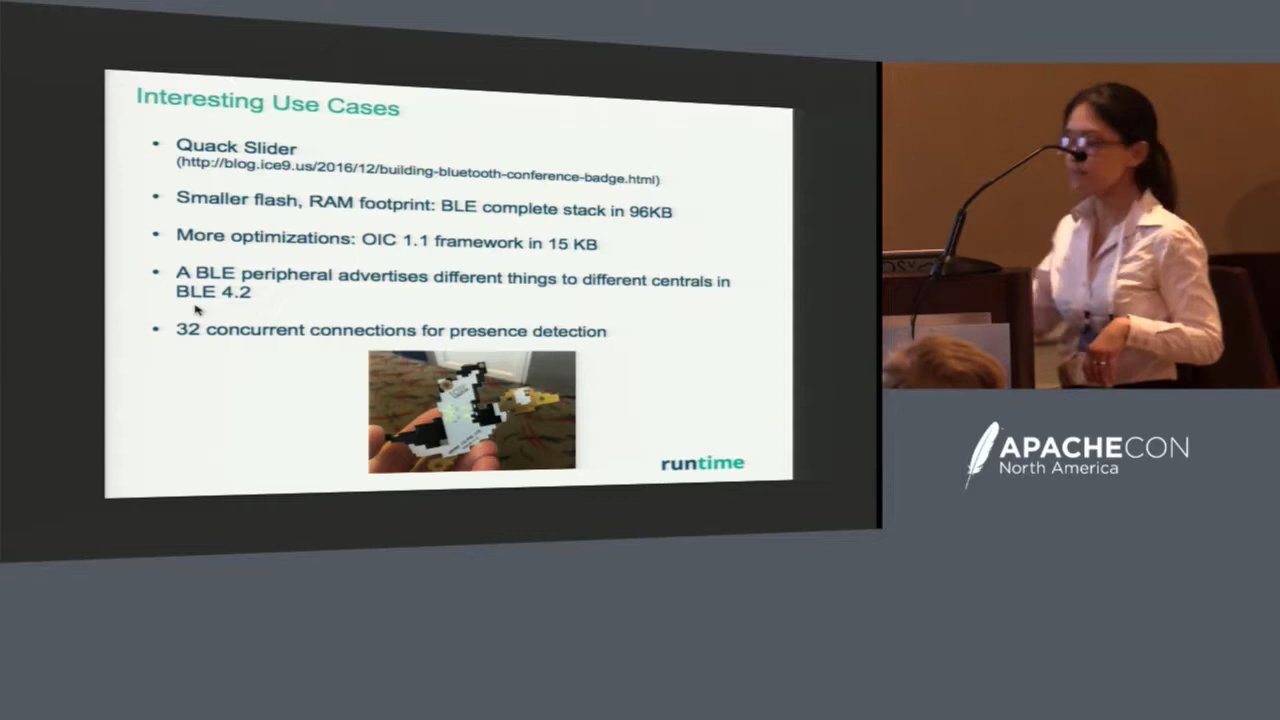 Interesting Use Cases
• Quack Slider
(http://blog.ice9.us/2016/12/building-bluetooth-conference-badge.html)
• Smaller flash, RAM footprint: BLE complete stack in 96KB
• More optimizations: OIC 1.1 framework in 15 KB
• A BLE peripheral advertises different things to different centrals in
BLE 4.2
• 32 concurrent connections for presence detection
runtime
APACHECON
North America